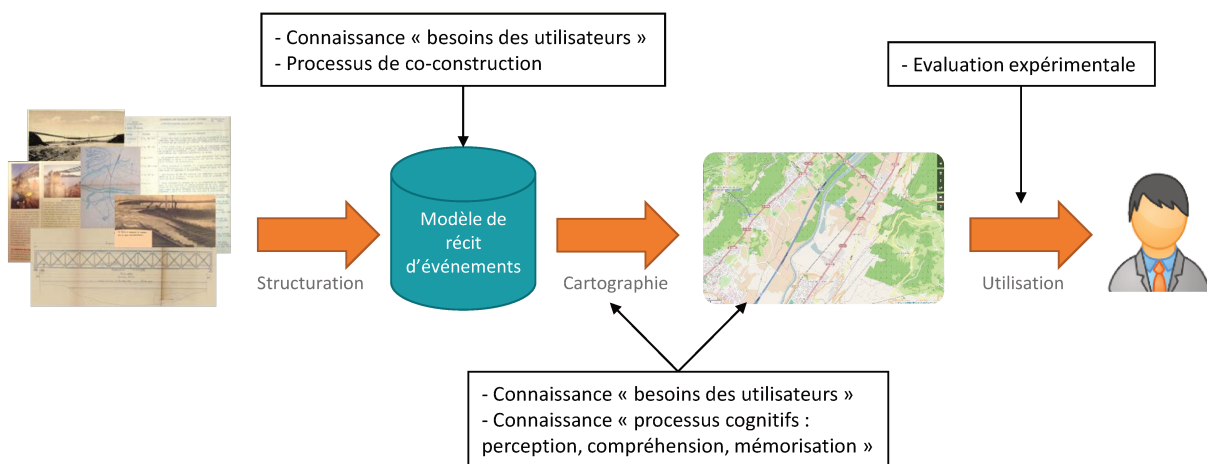 - Connaissance « besoins des utilisateurs »
- Processus de co-construction
- Evaluation expérimentale
Modèle de
récit
d'événements
Structuration
Cartographie
Utilisation
- Connaissance « besoins des utilisateurs »
- Connaissance « processus cognitifs :
perception, compréhension, mémorisation »